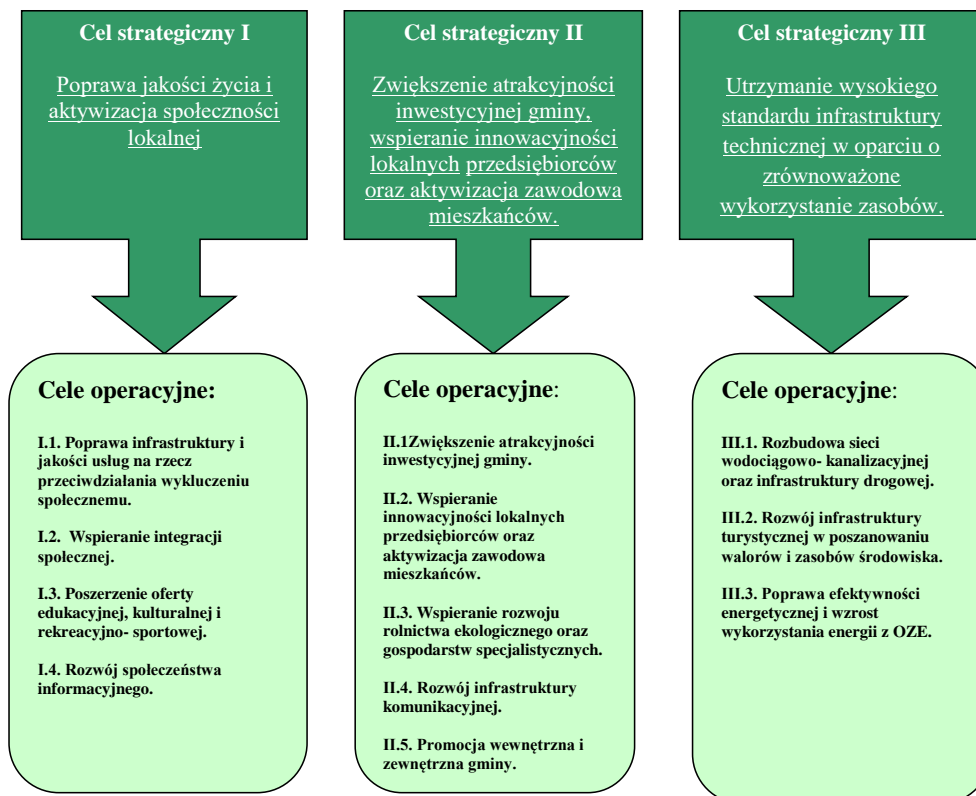 Cel strategiczny I
Poprawa jakości życia i
aktywizacja społeczności
lokalnej
Cele operacyjne:
I.1. Poprawa infrastruktury i
jakości usług na rzecz
przeciwdziałania wykluczeniu
społecznemu.
I.2. Wspieranie integracji
społecznej.
I.3. Poszerzenie oferty
edukacyjnej, kulturalnej i
rekreacyjno- sportowej.
I.4. Rozwój społeczeństwa
informacyjnego.
Cel strategiczny II
Zwiększenie atrakcyjności
inwestycyjnej gminy,
wspieranie innowacyjności
lokalnych przedsiębiorców
oraz aktywizacja zawodowa
mieszkańców.
Cele operacyjne:
II.1Zwiększenie atrakcyjności
inwestycyjnej gminy.
II.2. Wspieranie
innowacyjności lokalnych
przedsiębiorców oraz
aktywizacja zawodowa
mieszkańców.
II.3. Wspieranie rozwoju
rolnictwa ekologicznego oraz
gospodarstw specjalistycznych.
II.4. Rozwój infrastruktury
komunikacyjnej.
II.5. Promocja wewnętrzna i
zewnętrzna gminy.
Cel strategiczny III
Utrzymanie wysokiego
standardu infrastruktury
technicznej w oparciu o
zrównoważone
wykorzystanie zasobów.
Cele operacyjne:
III.1. Rozbudowa sieci
wodociągowo- kanalizacyjnej
oraz infrastruktury drogowej.
III.2. Rozwój infrastruktury
turystycznej w poszanowaniu
walorów i zasobów środowiska.
III.3. Poprawa efektywności
energetycznej i wzrost
wykorzystania energii z OZE.